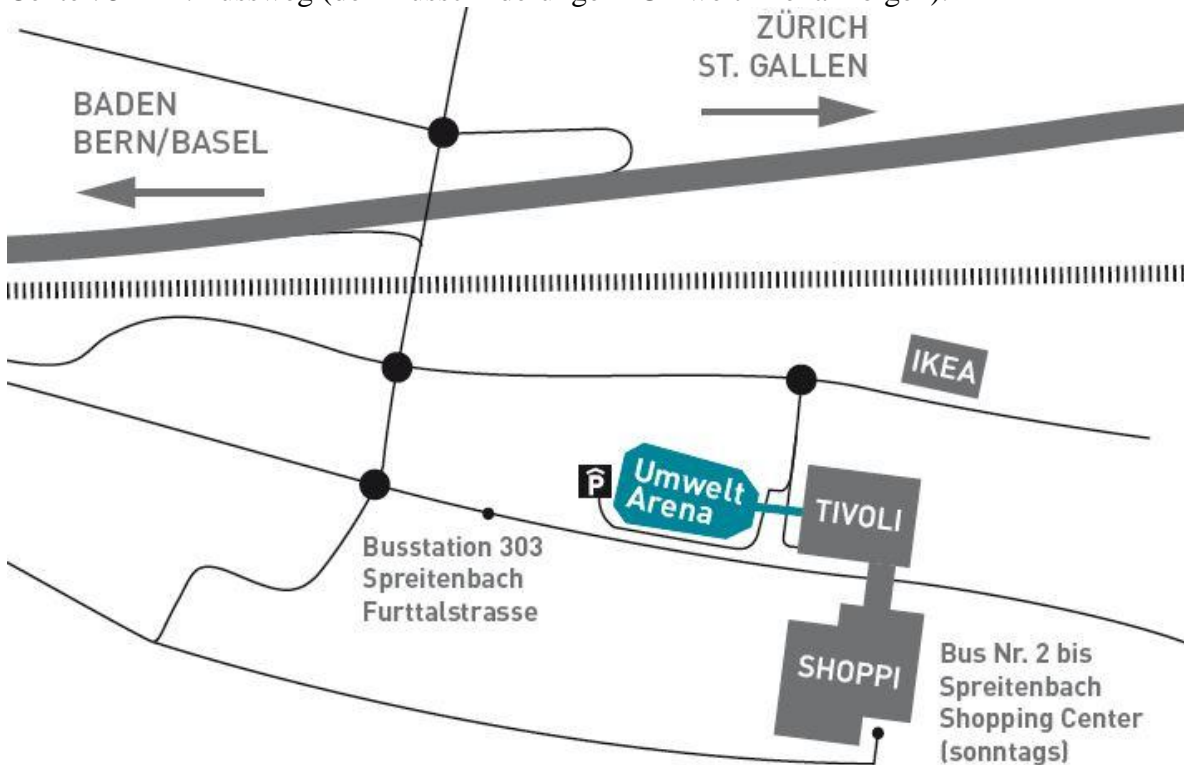 ZÜRICH
ST. GALLEN
BADEN
BERN/BASEL
IKEA
P
Umwelt
Arena
TIVOLI
Busstation 303
Spreitenbach
Furttalstrasse
SHOPPI
Bus Nr. 2 bis
Spreitenbach
Shopping Center
(sonntags)